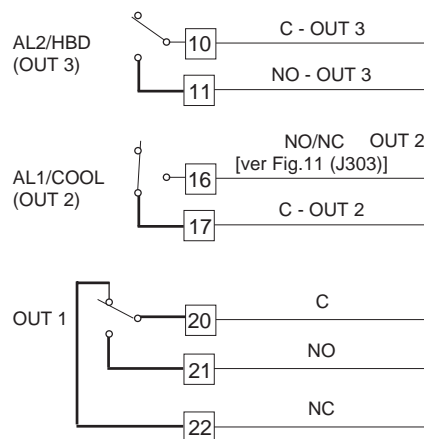 C - OUT 3
AL2/HBD
10
(OUT 3)
NO - OUT 3
11
NO/NC OUT 2
[ver Fig.11 (J303)]
AL1/COOL
16
(OUT 2)
C - OUT 2
17
C
OUT 1
20
NO
21
NC
22